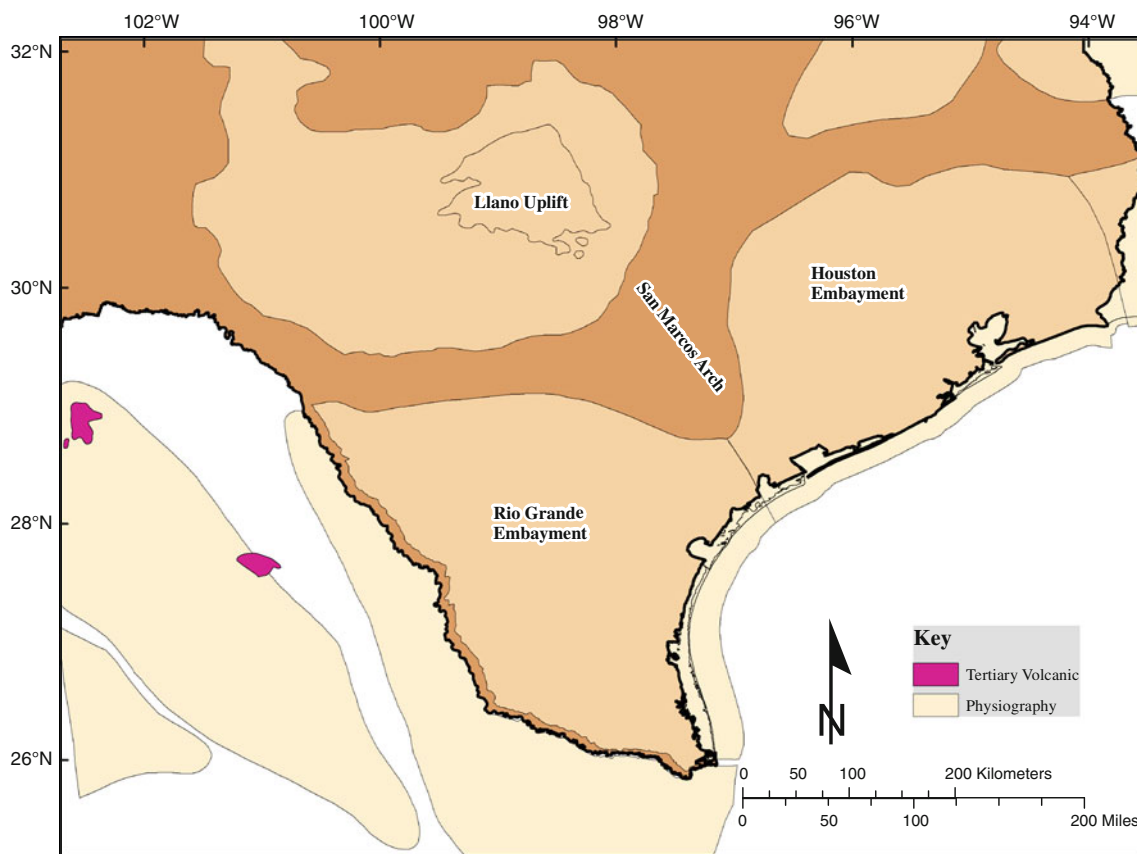 102°W 100°W 98°W 96°W 94°W
32°N
30°N
28°N
26°N
Llano Uplift
San Marcos Arch
Houston
Embayment
Rio Grande
Embayment
Key
Tertiary Volcanic
Physiography
N
0 50 100 200 Kilometers
0 50 100 200 Miles